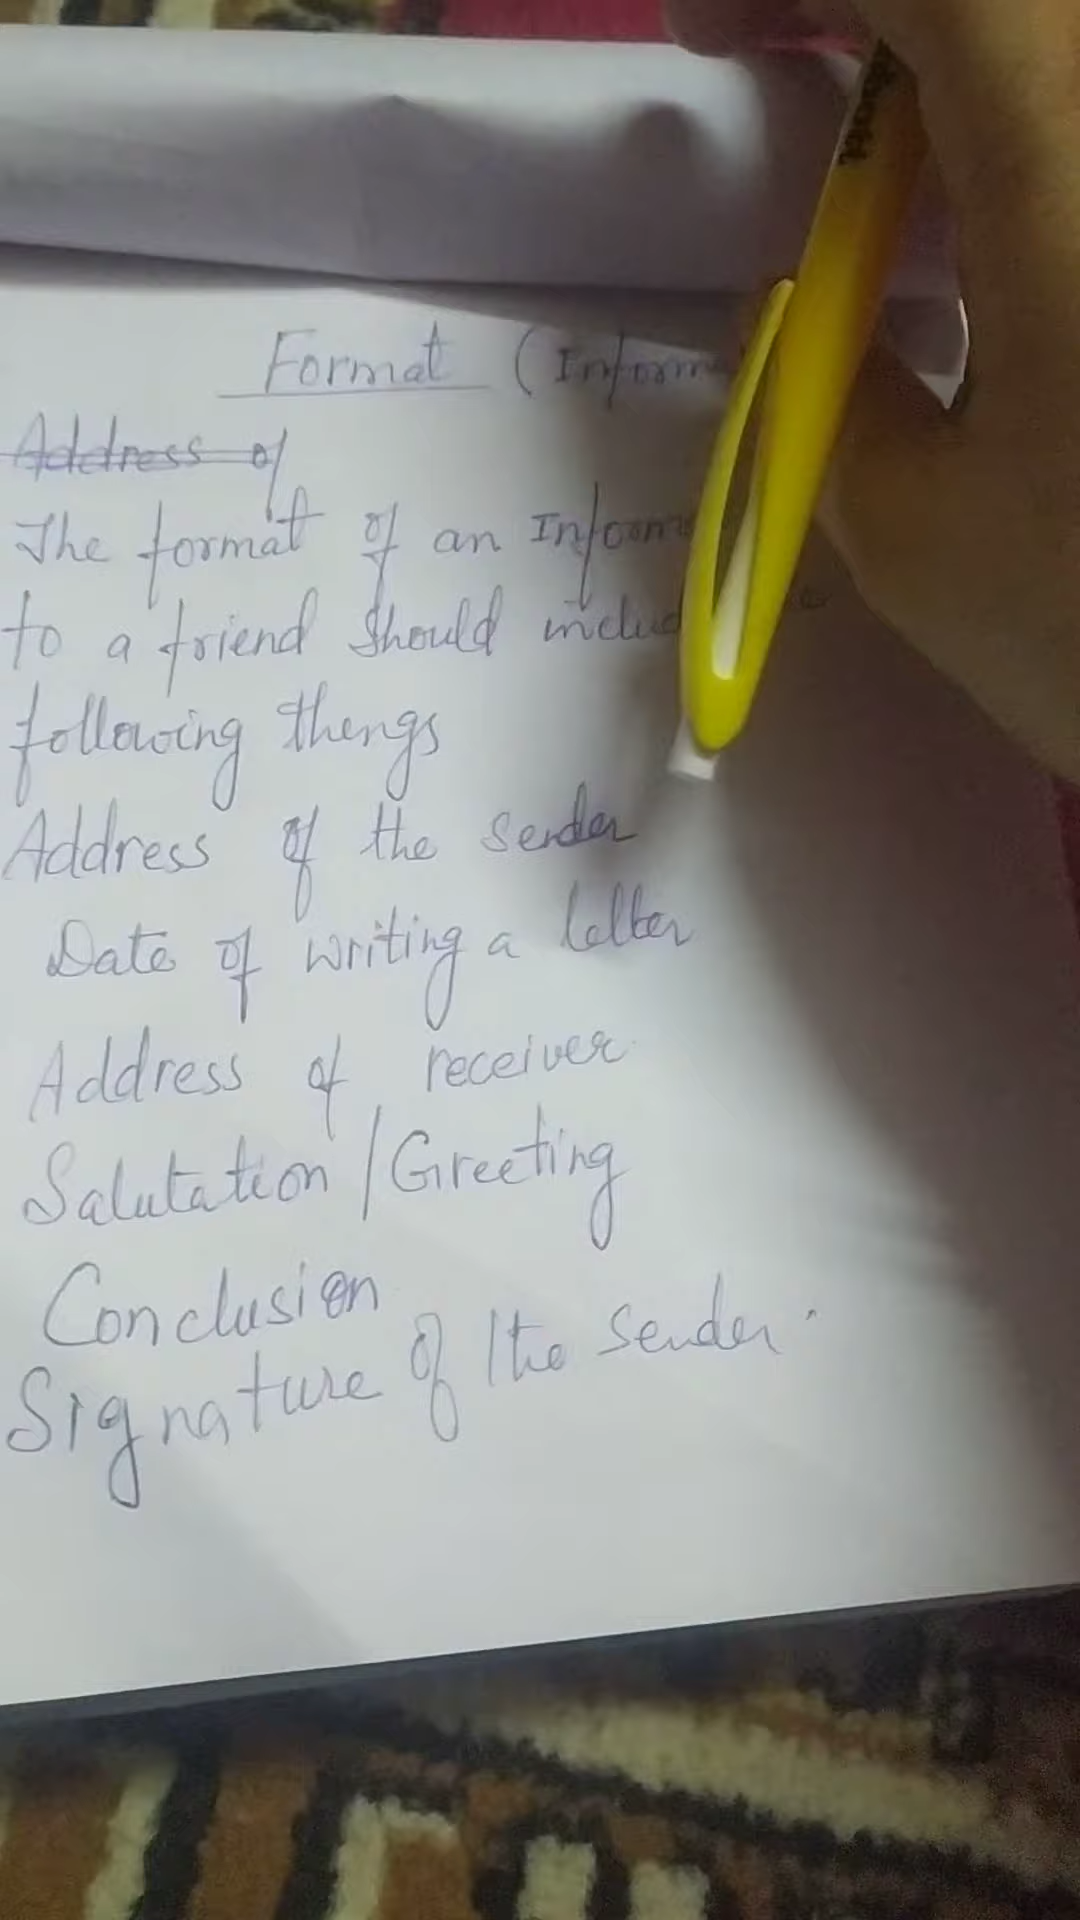 Format (Inform
Address of
The format of an Inform
to a friend should includ
following thengs
Address of the sender
Date of writing a letter
Address of receiver
Salutation / Greeting
Conclusion
Signature of the sender.